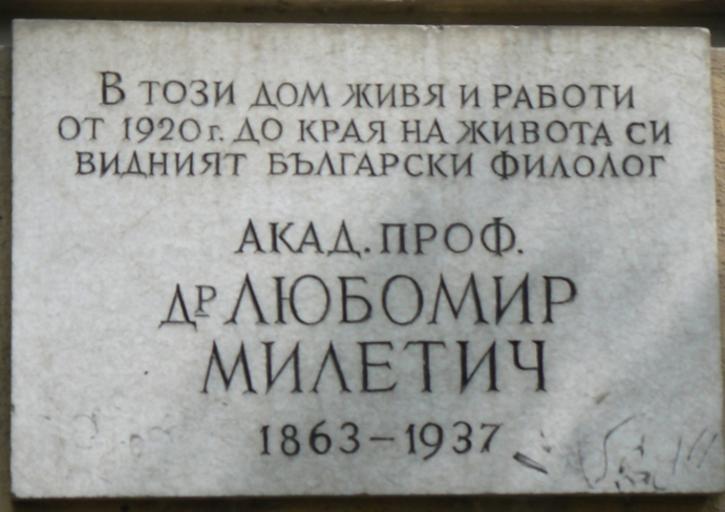 В ТОЗИ ДОМ ЖИВЯ И РАБОТИ
ОТ 1920 г. ДО КРАЯ НА ЖИВОТА СИ
ВИДНИЯТ БЪЛГАРСКИ ФИЛОЛОГ
АКАД. ПРОФ.
ДР ЛЮБОМИР
МИЛЕТИЧ
1863-1937